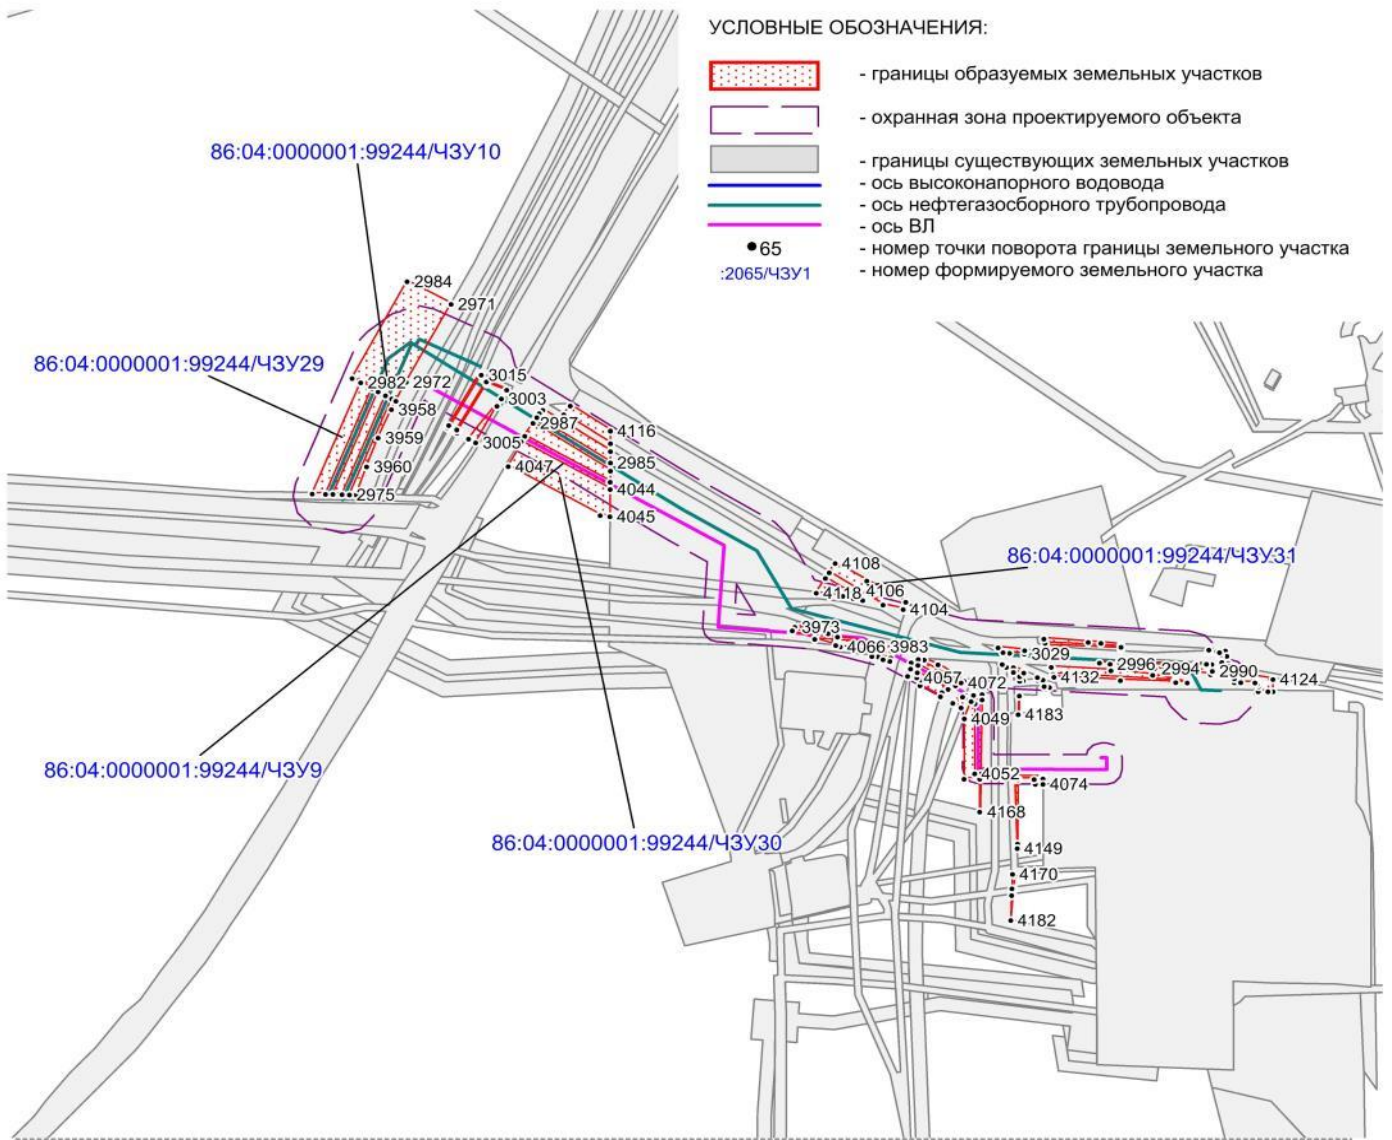 УСЛОВНЫЕ ОБОЗНАЧЕНИЯ:
- границы образуемых земельных участков
- охранная зона проектируемого объекта
- границы существующих земельных участков
- ось высоконапорного водовода
- ось нефтегазосборного трубопровода
- ось ВЛ
65
- номер точки поворота границы земельного участка
:2065/ЧЗУ1
- номер формируемого земельного участка
86:04:0000001:99244/ЧЗУ10
2984
2971
86:04:0000001:99244/ЧЗУ29
2982
2972
3015
3958
3003
2987
3959
3005
4116
3960
4047
2985
2975
4044
4045
4108
86:04:0000001:99244/ЧЗУ31
4118
4106
4104
3973
4066
3983
3029
2996
2994
2990
4057
4072
4132
4124
4049
4183
86:04:0000001:99244/ЧЗУ9
4052
4074
4168
86:04:0000001:99244/ЧЗУ30
4149
4170
4182